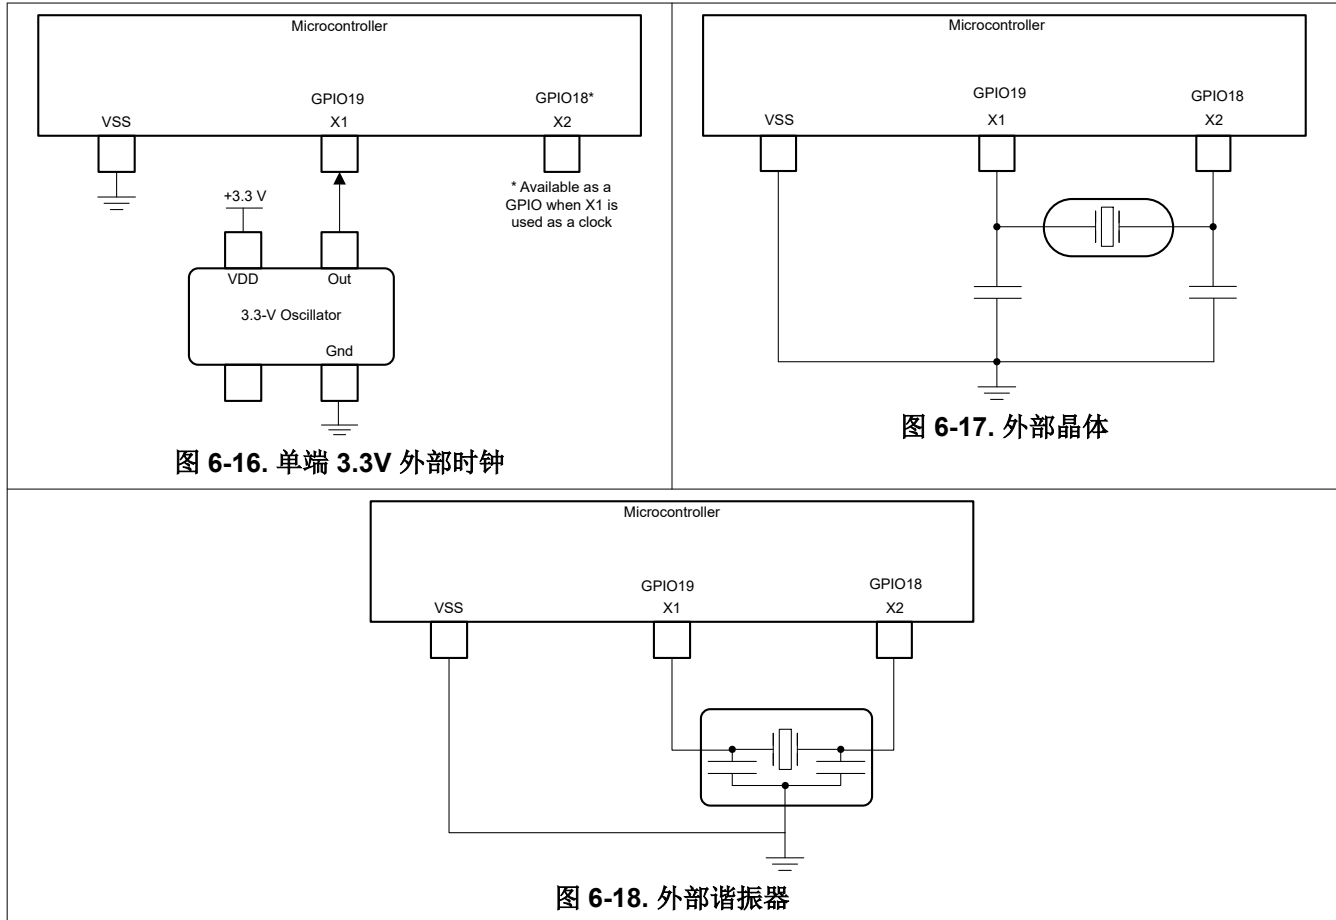 Microcontroller
GPIO19
GPIO18*
VSS
X1
X2
* Available as a
GPIO when X1 is
used as a clock
+3.3 V
VDD
Out
3.3-V Oscillator
Gnd
图 6-16. 单端 3.3V 外部时钟
Microcontroller
GPIO19
GPIO18
VSS
X1
X2
图 6-17. 外部晶体
Microcontroller
GPIO19
GPIO18
VSS
X1
X2
图 6-18. 外部谐振器